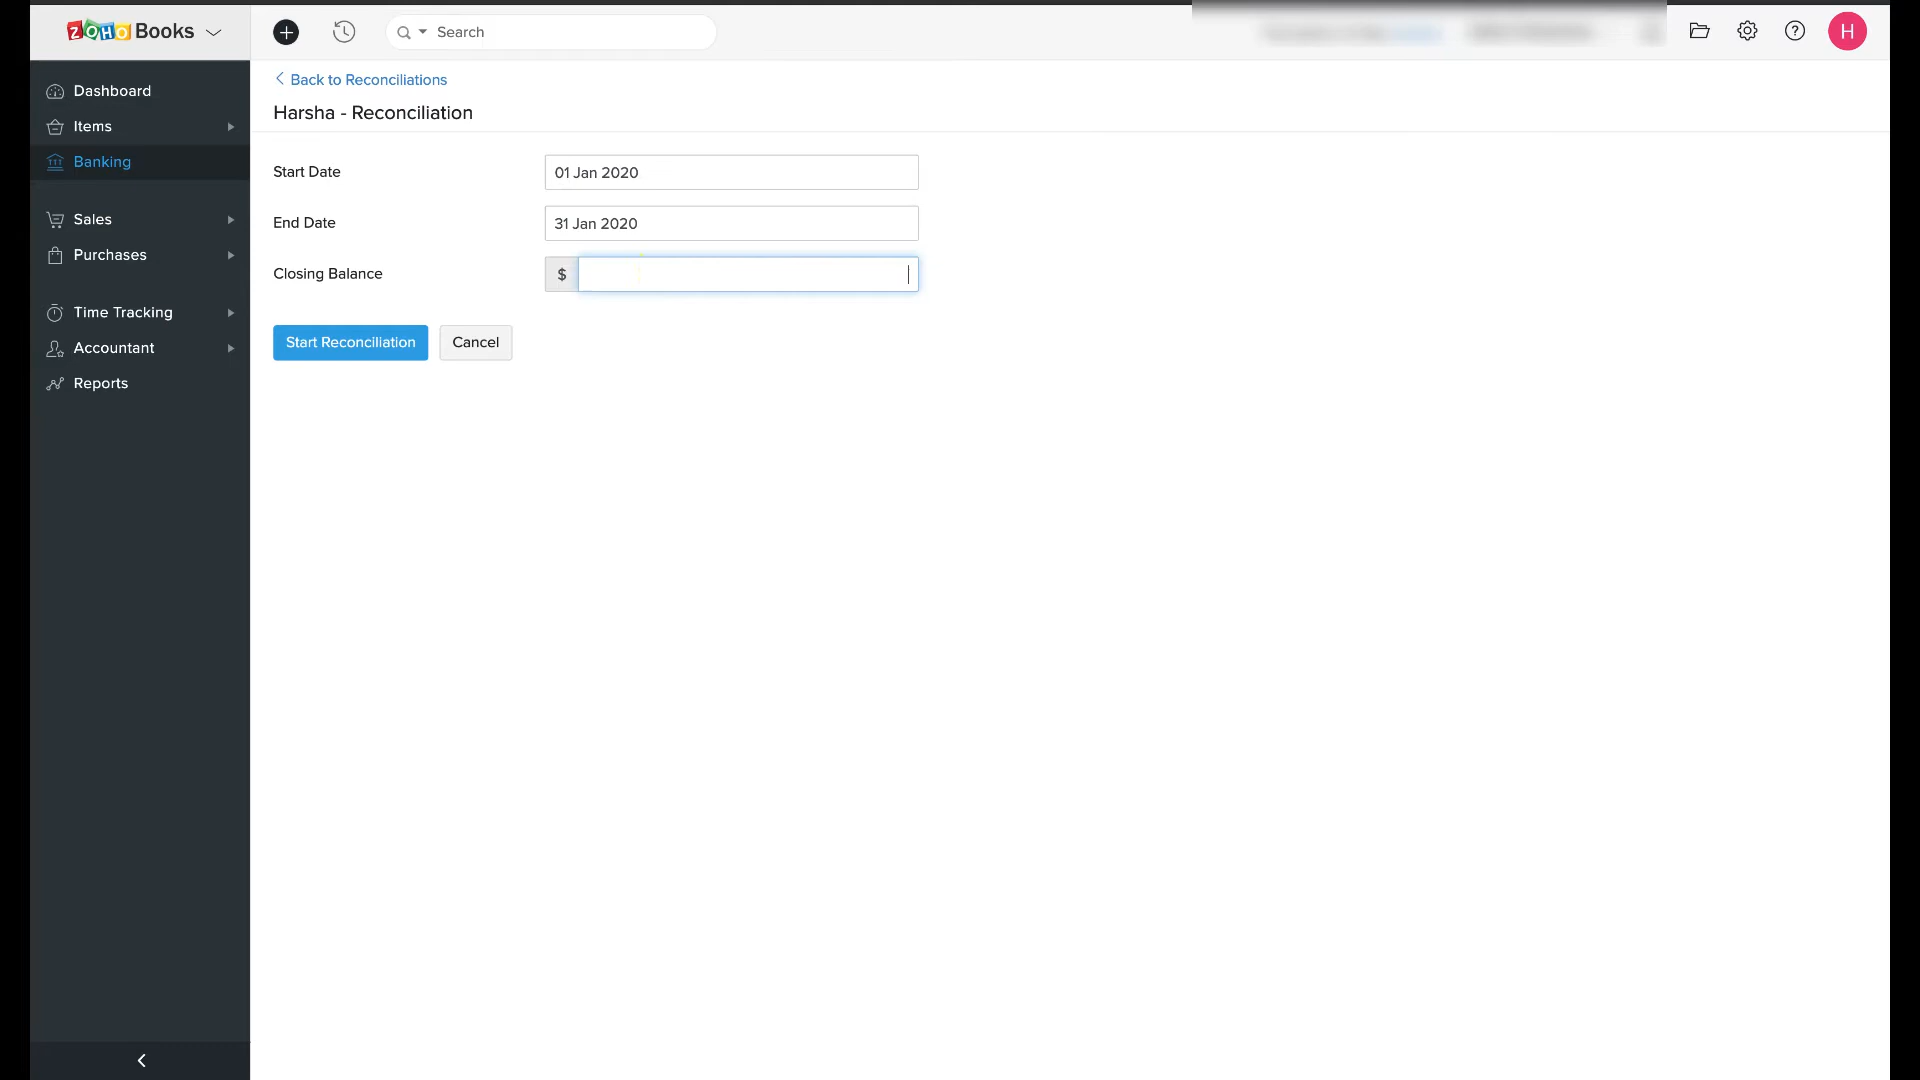 ZOHO Books
Search
H
Dashboard
Items
Banking
Sales
Purchases
Time Tracking
Accountant
Reports
Back to Reconciliations
Harsha - Reconciliation
Start Date
01 Jan 2020
End Date
31 Jan 2020
Closing Balance
$
Start Reconciliation
Cancel